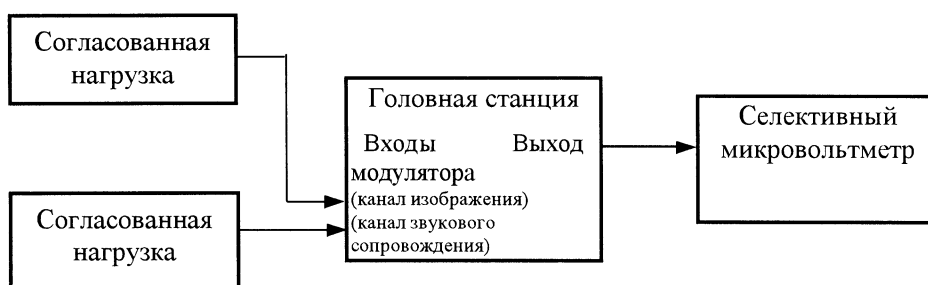 Согласованная
нагрузка
Головная станция
Входы Выход
модулятора
(канал изображения)
(канал звукового
сопровождения)
Селективный
микровольтметр
Согласованная
нагрузка